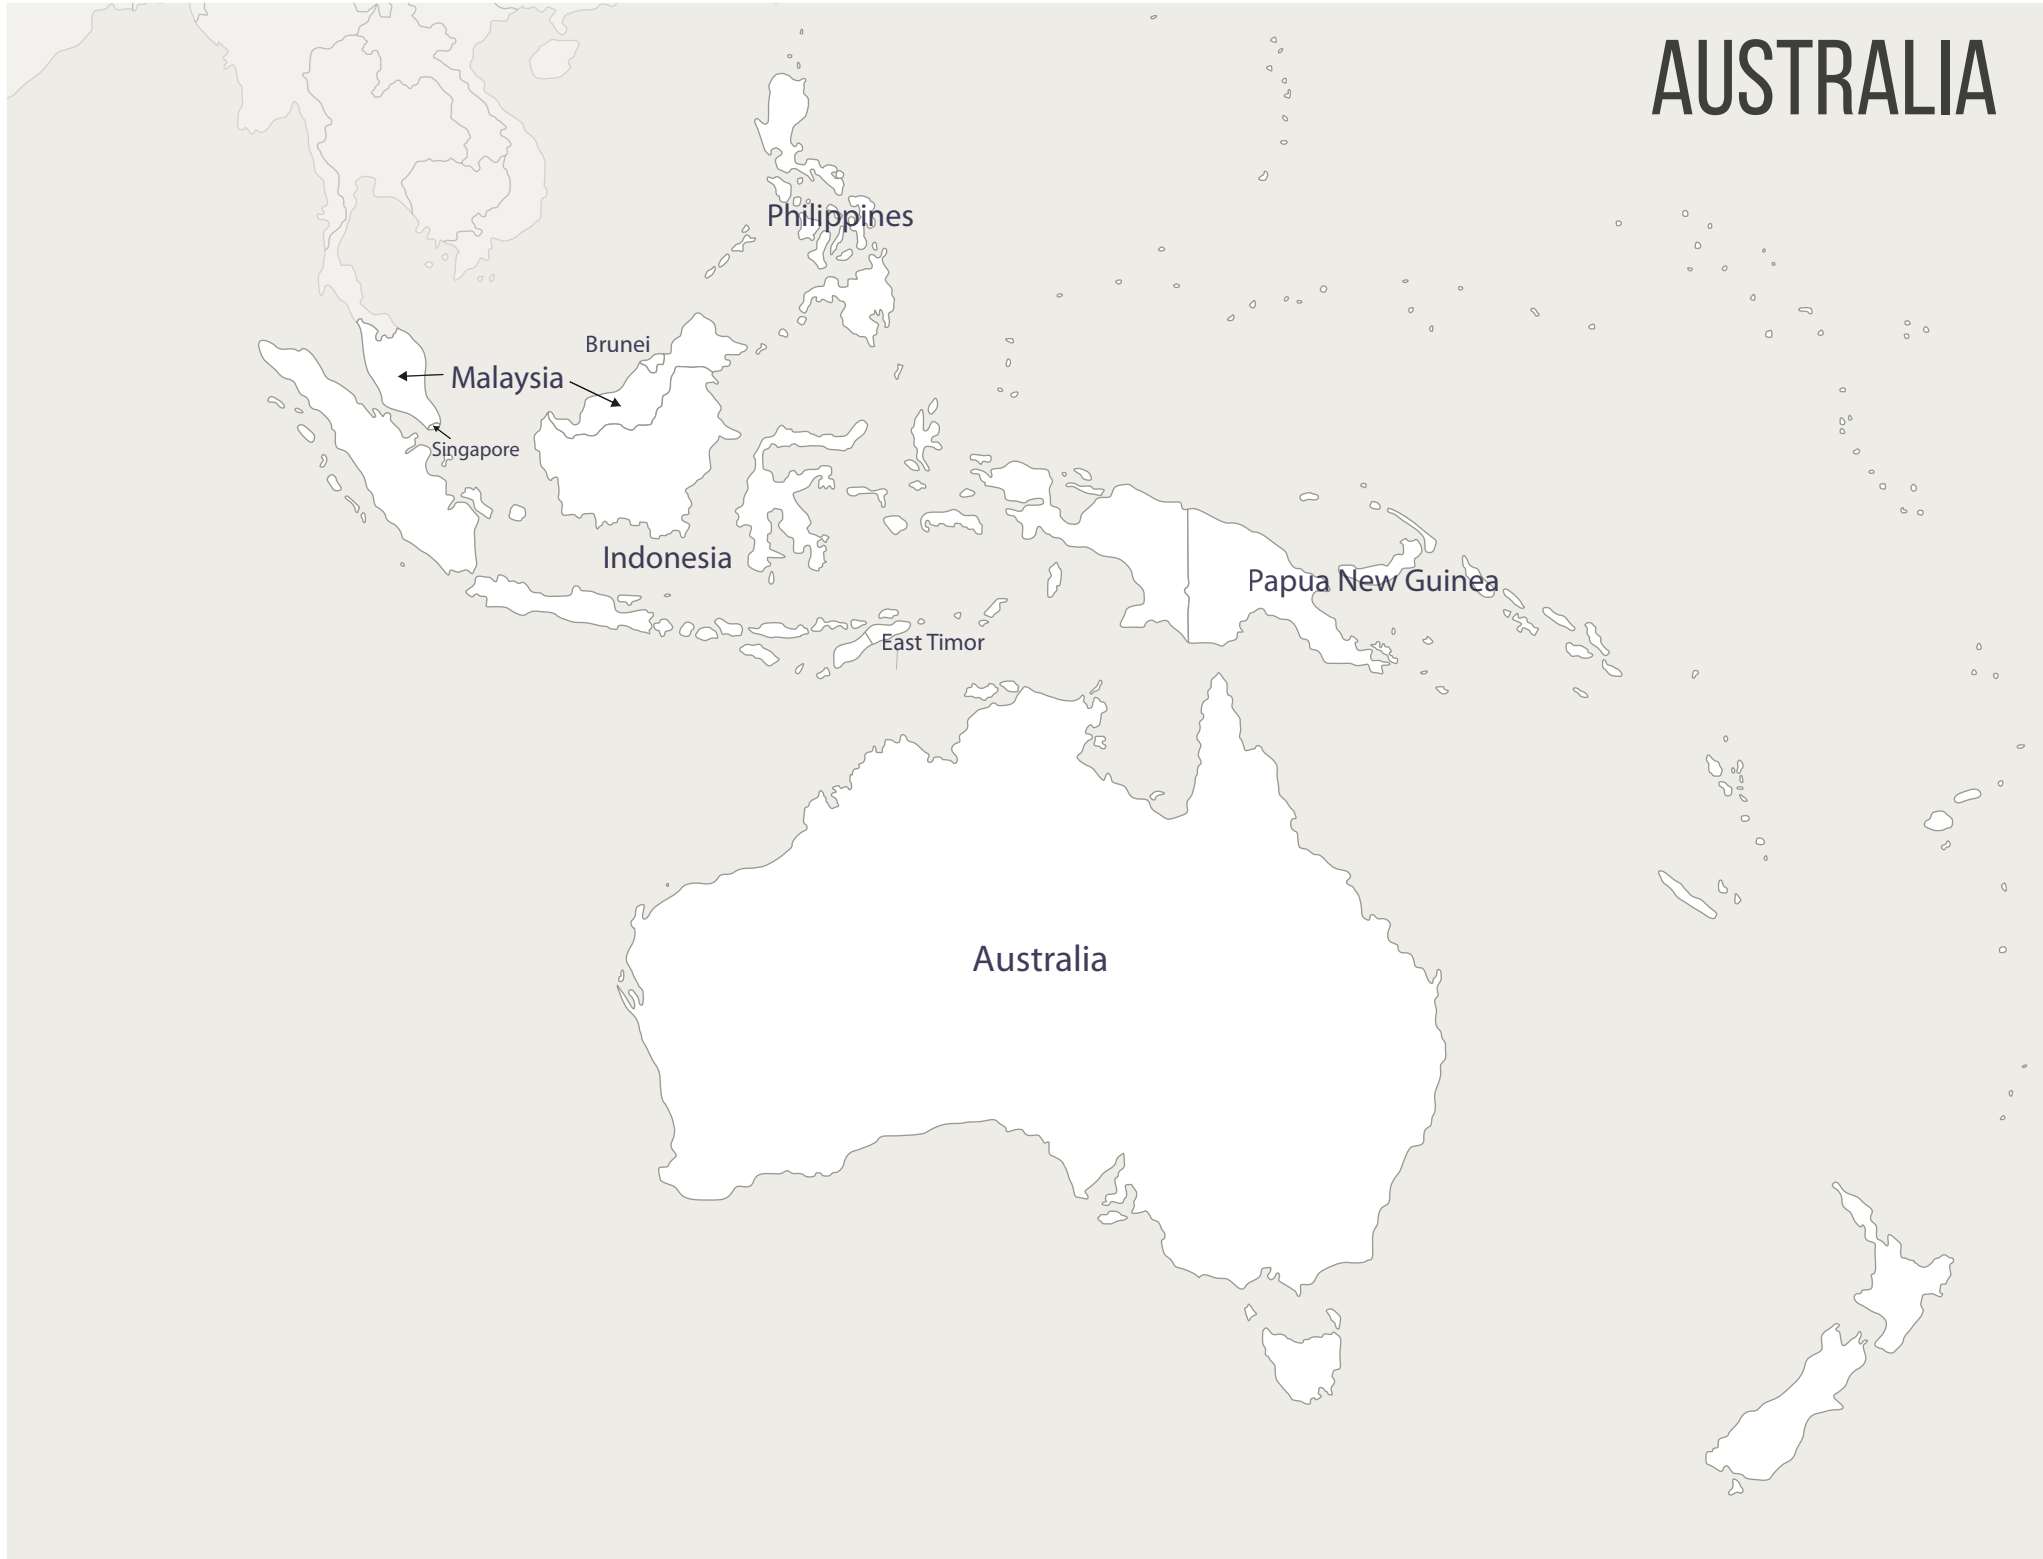 AUSTRALIA
Philippines
Brunei
Malaysia
Singapore
Indonesia
Papua New Guinea
East Timor
Australia